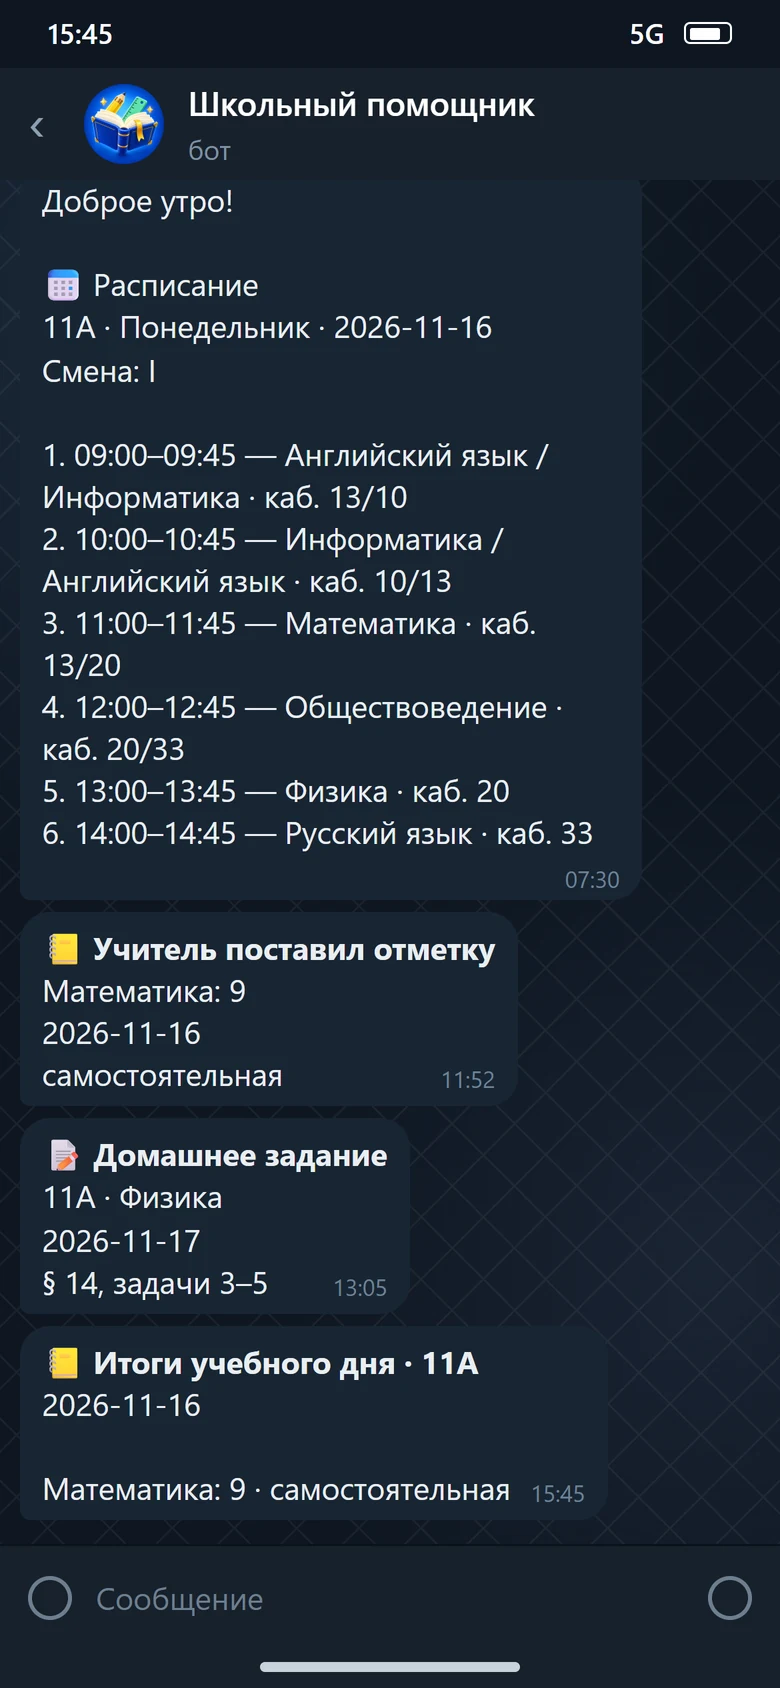 15:45
5G
Школьный помощник
бот
Доброе утро!
Расписание
11А · Понедельник · 2026-11-16
Смена: I
1. 09:00–09:45 — Английский язык /
Информатика · каб. 13/10
2. 10:00–10:45 — Информатика /
Английский язык · каб. 10/13
3. 11:00–11:45 — Математика · каб.
13/20
4. 12:00–12:45 — Обществоведение ·
каб. 20/33
5. 13:00–13:45 — Физика · каб. 20
6. 14:00–14:45 — Русский язык · каб. 33
07:30
Учитель поставил отметку
Математика: 9
2026-11-16
самостоятельная
11:52
Домашнее задание
11А · Физика
2026-11-17
§ 14, задачи 3–5
13:05
Итоги учебного дня · 11А
2026-11-16
Математика: 9 · самостоятельная
15:45
Сообщение